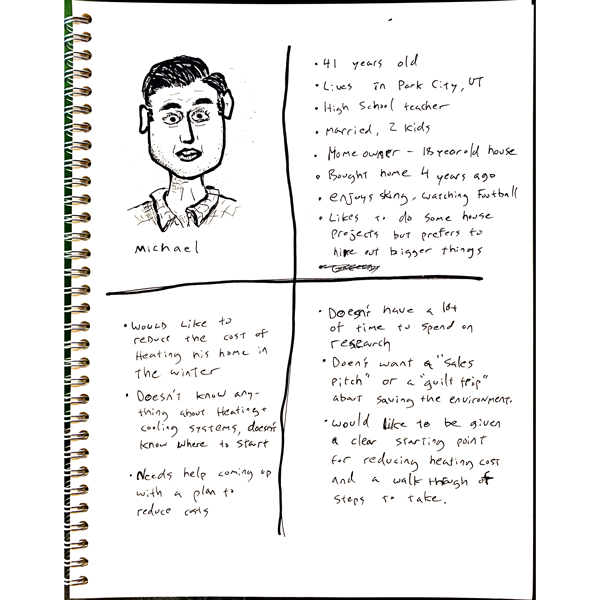 Michael
• 41 years old
• Lives in Park City, UT
• High School teacher
• married, 2 kids
• Home owner – 18 year old house
• Bought home 4 years ago
• enjoys sking, watching Football
• Likes to do some house
projects but prefers to
hire out bigger things
• Would like to
reduce the cost of
Heating his home in
the winter
• Doesn't know any-
thing about Heating +
cooling systems, doesn't
know where to start
• Needs help coming up
with a plan to
reduce costs
• Doesn't have a lot
of time to spend on
research
• Doen't want a "sales
pitch" or a "guilt trip"
about saving the environment.
• would like to be given
a clear starting point
for reducing heating cost
and a walk though of
steps to take.